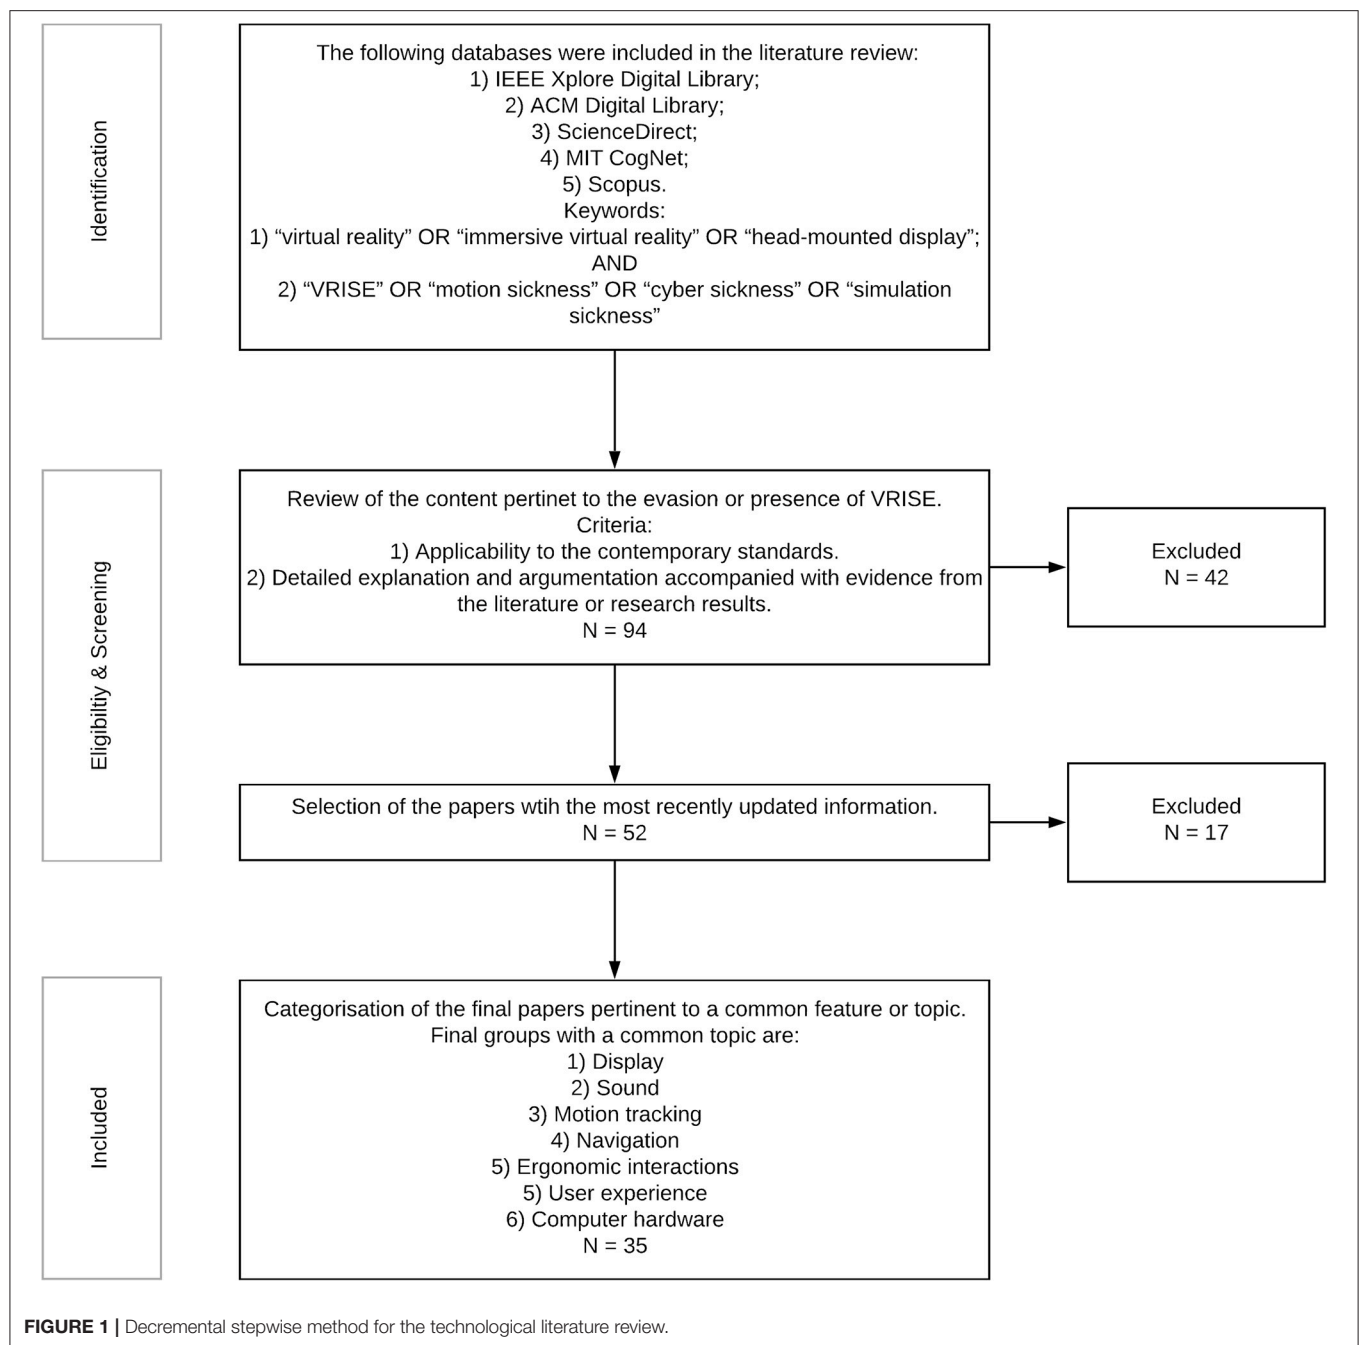 Identification
The following databases were included in the literature review:
1) IEEE Xplore Digital Library;
2) ACM Digital Library;
3) ScienceDirect;
4) MIT CogNet;
5) Scopus.
Keywords:
1) “virtual reality” OR “immersive virtual reality” OR “head-mounted display”;
AND
2) “VRISE” OR “motion sickness” OR “cyber sickness” OR “simulation
sickness”
Eligibiltiy & Screening
Review of the content pertinet to the evasion or presence of VRISE.
Criteria:
1) Applicability to the contemporary standards.
2) Detailed explanation and argumentation accompanied with evidence from
the literature or research results.
N = 94
Excluded
N = 42
Selection of the papers wtih the most recently updated information.
N = 52
Excluded
N = 17
Included
Categorisation of the final papers pertinent to a common feature or topic.
Final groups with a common topic are:
1) Display
2) Sound
3) Motion tracking
4) Navigation
5) Ergonomic interactions
5) User experience
6) Computer hardware
N = 35
FIGURE 1 | Decremental stepwise method for the technological literature review.